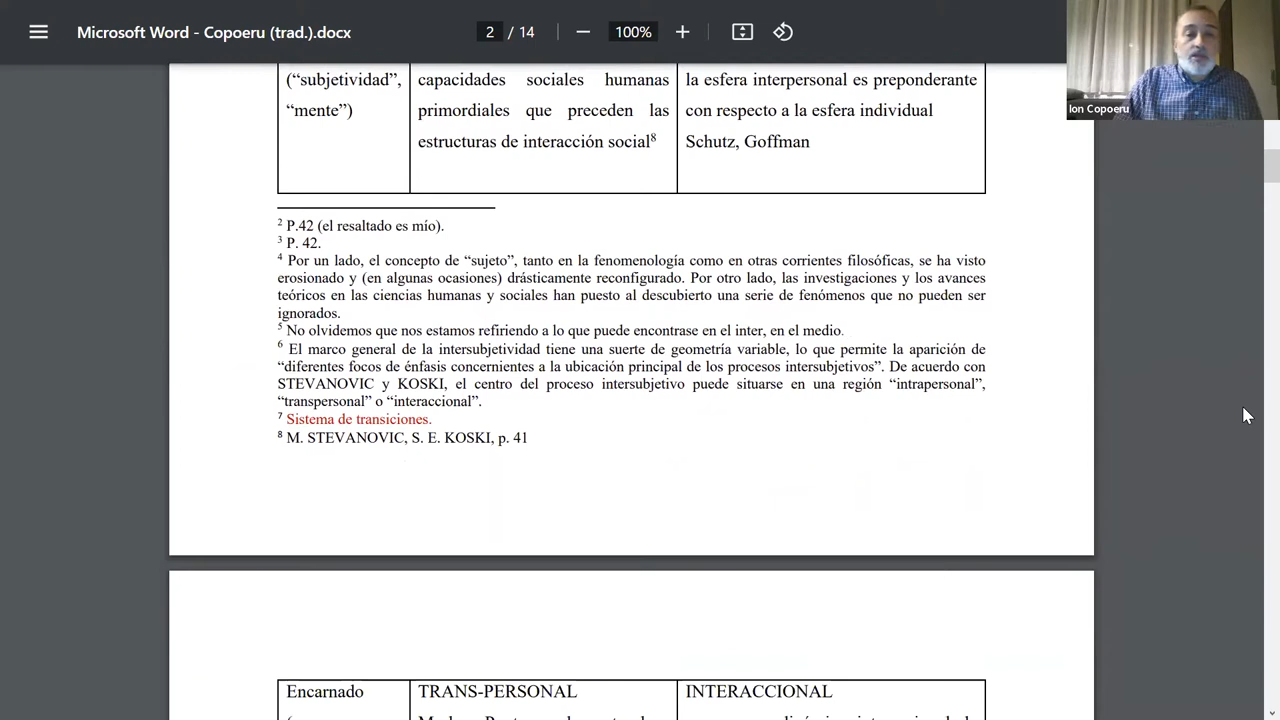 Microsoft Word - Copoeru (trad.).docx
2 / 14
100%
Ion Copoeru
(“subjetividad”,
“mente”)
capacidades sociales humanas
primordiales que preceden las
estructuras de interacción social8
la esfera interpersonal es preponderante
con respecto a la esfera individual
Schutz, Goffman
2 P.42 (el resaltado es mío).
3 P. 42.
4 Por un lado, el concepto de “sujeto”, tanto en la fenomenología como en otras corrientes filosóficas, se ha visto
erosionado y (en algunas ocasiones) drásticamente reconfigurado. Por otro lado, las investigaciones y los avances
teóricos en las ciencias humanas y sociales han puesto al descubierto una serie de fenómenos que no pueden ser
ignorados.
5 No olvidemos que nos estamos refiriendo a lo que puede encontrase en el inter, en el medio.
6 El marco general de la intersubjetividad tiene una suerte de geometría variable, lo que permite la aparición de
“diferentes focos de énfasis concernientes a la ubicación principal de los procesos intersubjetivos”. De acuerdo con
STEVANOVIC y KOSKI, el centro del proceso intersubjetivo puede situarse en una región “intrapersonal”,
“transpersonal” o “interaccional”.
7 Sistema de transiciones.
8 M. STEVANOVIC, S. E. KOSKI, p. 41
Encarnado
TRANS-PERSONAL
INTERACCIONAL